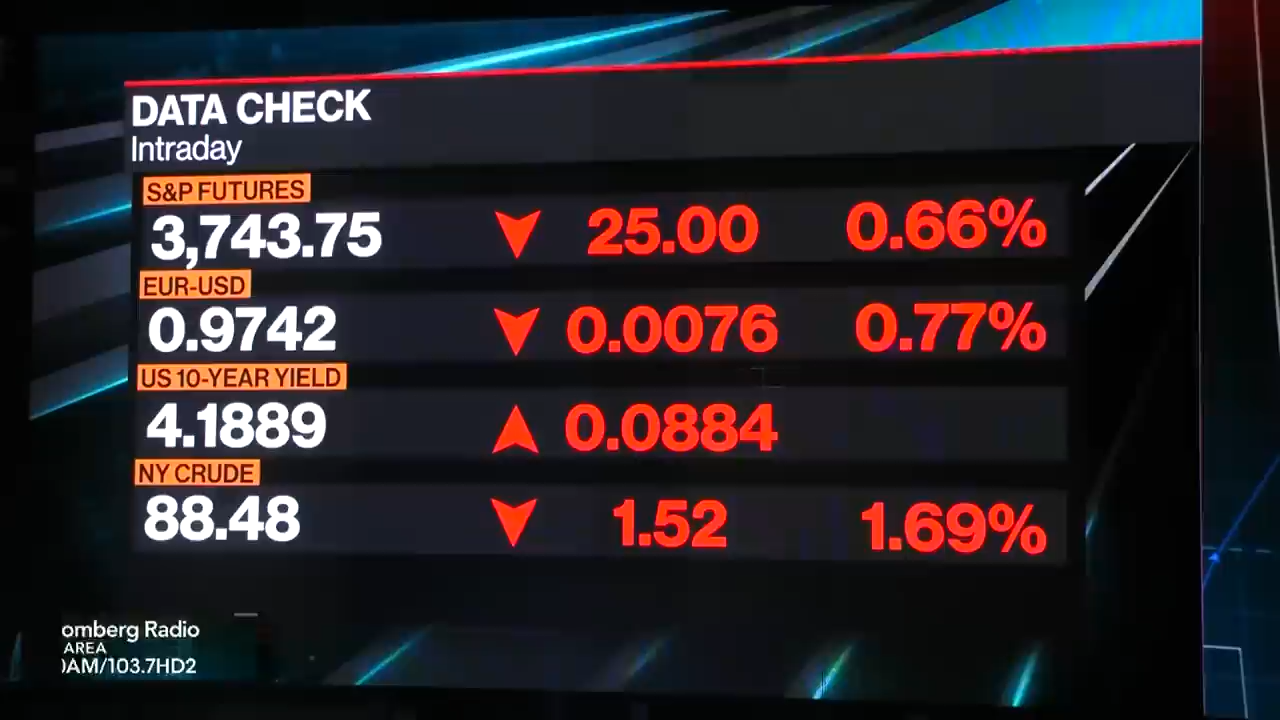 DATA CHECK
Intraday
S&P FUTURES
3,743.75 ▼ 25.00 0.66%
EUR-USD
0.9742 ▼ 0.0076 0.77%
US 10-YEAR YIELD
4.1889 ▲ 0.0884
NY CRUDE
88.48 ▼ 1.52 1.69%
omberg Radio
AREA
AM/103.7HD2